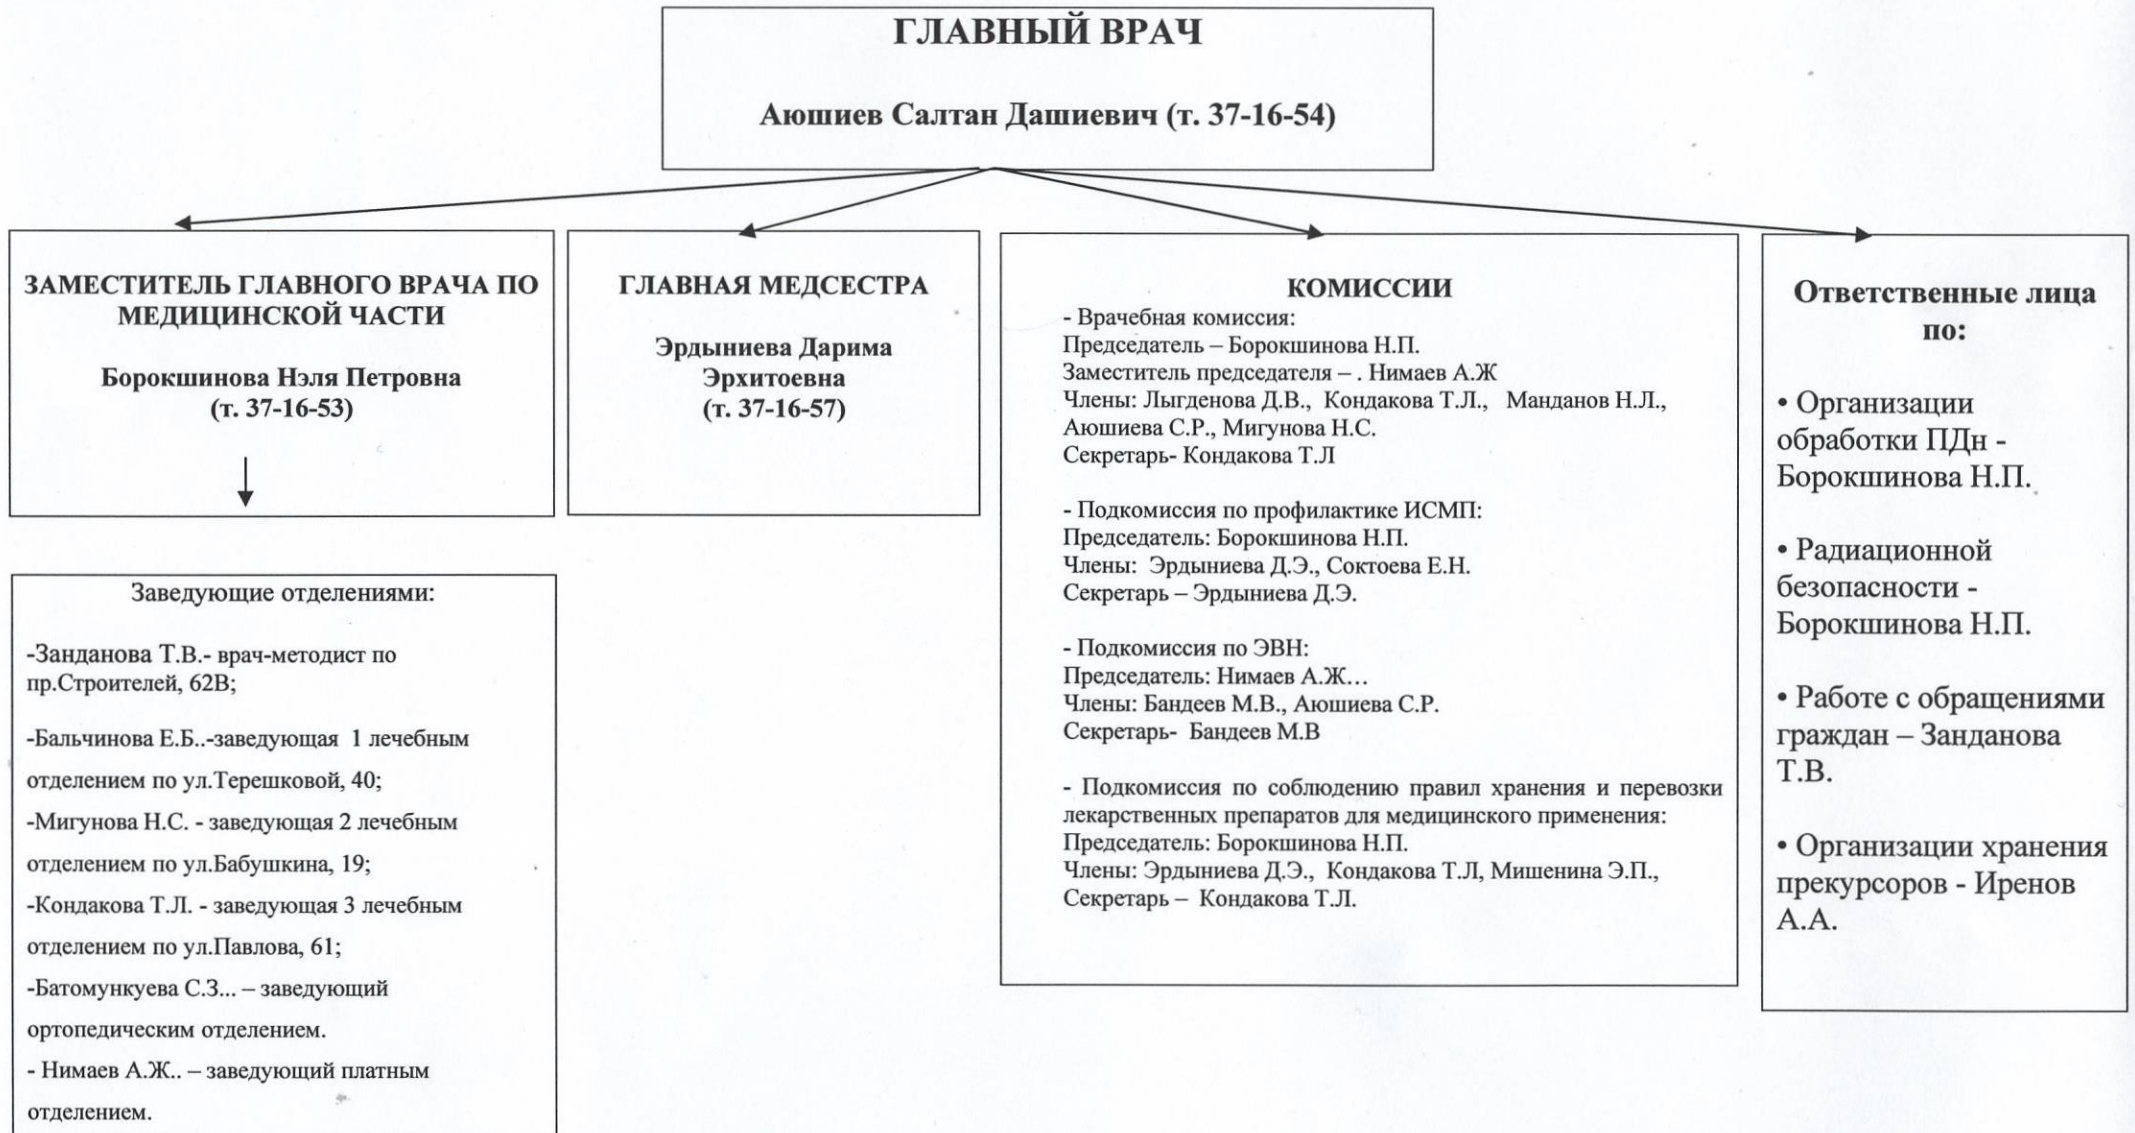 ГЛАВНЫЙ ВРАЧ
Аюшиев Салтан Дашиевич (т. 37-16-54)
ЗАМЕСТИТЕЛЬ ГЛАВНОГО ВРАЧА ПО
МЕДИЦИНСКОЙ ЧАСТИ
Борокшинова Нэля Петровна
(т. 37-16-53)
Заведующие отделениями:
-Занданова Т.В.- врач-методист по
пр.Строителей, 62В;
-Бальчинова Е.Б..-заведующая 1 лечебным
отделением по ул.Терешковой, 40;
-Мигунова Н.С. - заведующая 2 лечебным
отделением по ул.Бабушкина, 19;
-Кондакова Т.Л. - заведующая 3 лечебным
отделением по ул.Павлова, 61;
-Батомункуева С.З... – заведующий
ортопедическим отделением.
- Нимаев А.Ж.. – заведующий платным
отделением.
ГЛАВНАЯ МЕДСЕСТРА
Эрдыниева Дарима
Эрхитоевна
(т. 37-16-57)
КОМИССИИ
- Врачебная комиссия:
Председатель – Борокшинова Н.П.
Заместитель председателя – . Нимаев А.Ж
Члены: Лыгденова Д.В., Кондакова Т.Л., Манданов Н.Л.,
Аюшиева С.Р., Мигунова Н.С.
Секретарь- Кондакова Т.Л
- Подкомиссия по профилактике ИСМП:
Председатель: Борокшинова Н.П.
Члены: Эрдыниева Д.Э., Соктоева Е.Н.
Секретарь – Эрдыниева Д.Э.
- Подкомиссия по ЭВН:
Председатель: Нимаев А.Ж…
Члены: Бандеев М.В., Аюшиева С.Р.
Секретарь- Бандеев М.В
- Подкомиссия по соблюдению правил хранения и перевозки
лекарственных препаратов для медицинского применения:
Председатель: Борокшинова Н.П.
Члены: Эрдыниева Д.Э., Кондакова Т.Л, Мишенина Э.П.,
Секретарь – Кондакова Т.Л.
Ответственные лица
по:
• Организации
обработки ПДн -
Борокшинова Н.П.
• Радиационной
безопасности -
Борокшинова Н.П.
• Работе с обращениями
граждан – Занданова
Т.В.
• Организации хранения
прекурсоров - Иренов
А.А.